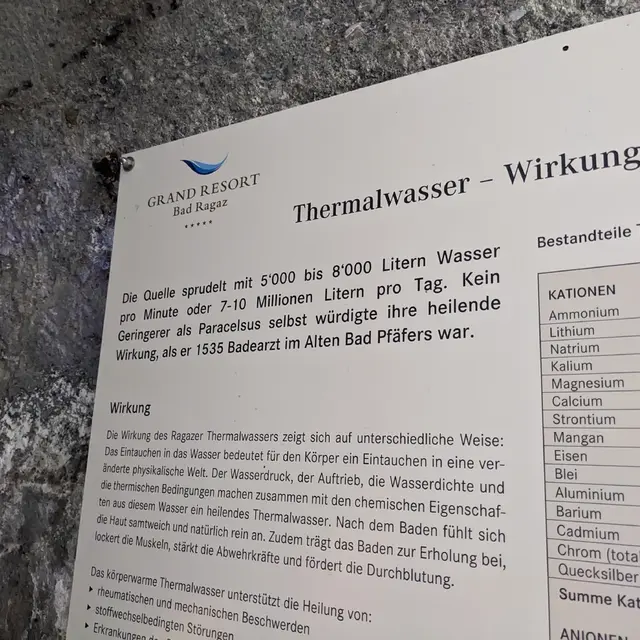 GRAND RESORT
Bad Ragaz
Thermalwasser – Wirkung
Die Quelle sprudelt mit 5'000 bis 8'000 Litern Wasser
pro Minute oder 7-10 Millionen Litern pro Tag. Kein
Geringerer als Paracelsus selbst würdigte ihre heilende
Wirkung, als er 1535 Badearzt im Alten Bad Pfäfers war.
Wirkung
Die Wirkung des Ragazer Thermalwassers zeigt sich auf unterschiedliche Weise:
Das Eintauchen in das Wasser bedeutet für den Körper ein Eintauchen in eine ver-
änderte physikalische Welt. Der Wasserdruck, der Auftrieb, die Wasserdichte und
die thermischen Bedingungen machen zusammen mit den chemischen Eigenschaf-
ten aus diesem Wasser ein heilendes Thermalwasser. Nach dem Baden fühlt sich
die Haut samtweich und natürlich rein an. Zudem trägt das Baden zur Erholung bei,
lockert die Muskeln, stärkt die Abwehrkräfte und fördert die Durchblutung.
Das körperwarme Thermalwasser unterstützt die Heilung von:
rheumatischen und mechanischen Beschwerden
stoffwechselbedingten Störungen
Erkrankungen
Bestandteile
KATIONEN
Ammonium
Lithium
Natrium
Kalium
Magnesium
Calcium
Strontium
Mangan
Eisen
Blei
Aluminium
Barium
Cadmium
Chrom (total
Quecksilber
Summe Kat
ANIONEN